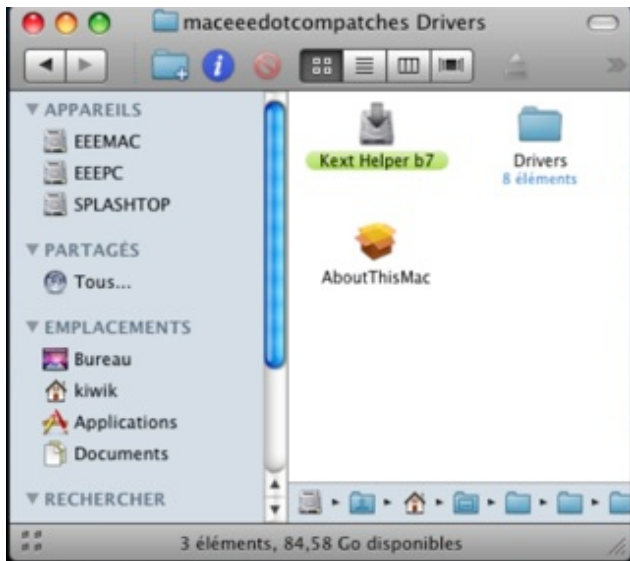 maceeedotcompatches Drivers
APPAREILS
EEEMAC
EEEPC
SPLASHTOP
PARTAGÉS
Tous...
EMPLACEMENTS
Bureau
kiwik
Applications
Documents
RECHERCHER
Kext Helper b7
Drivers
8 éléments
AboutThisMac
3 éléments, 84,58 Go disponibles